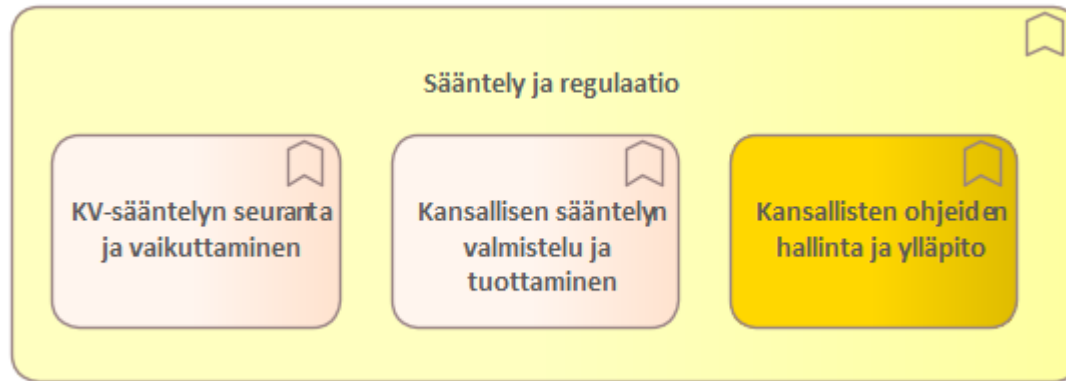 Sääntely ja regulaatio
KV-sääntelyn seuranta
ja vaikuttaminen
Kansallisen sääntelyn
valmistelu ja
tuottaminen
Kansallisten ohjeiden
hallinta ja ylläpito